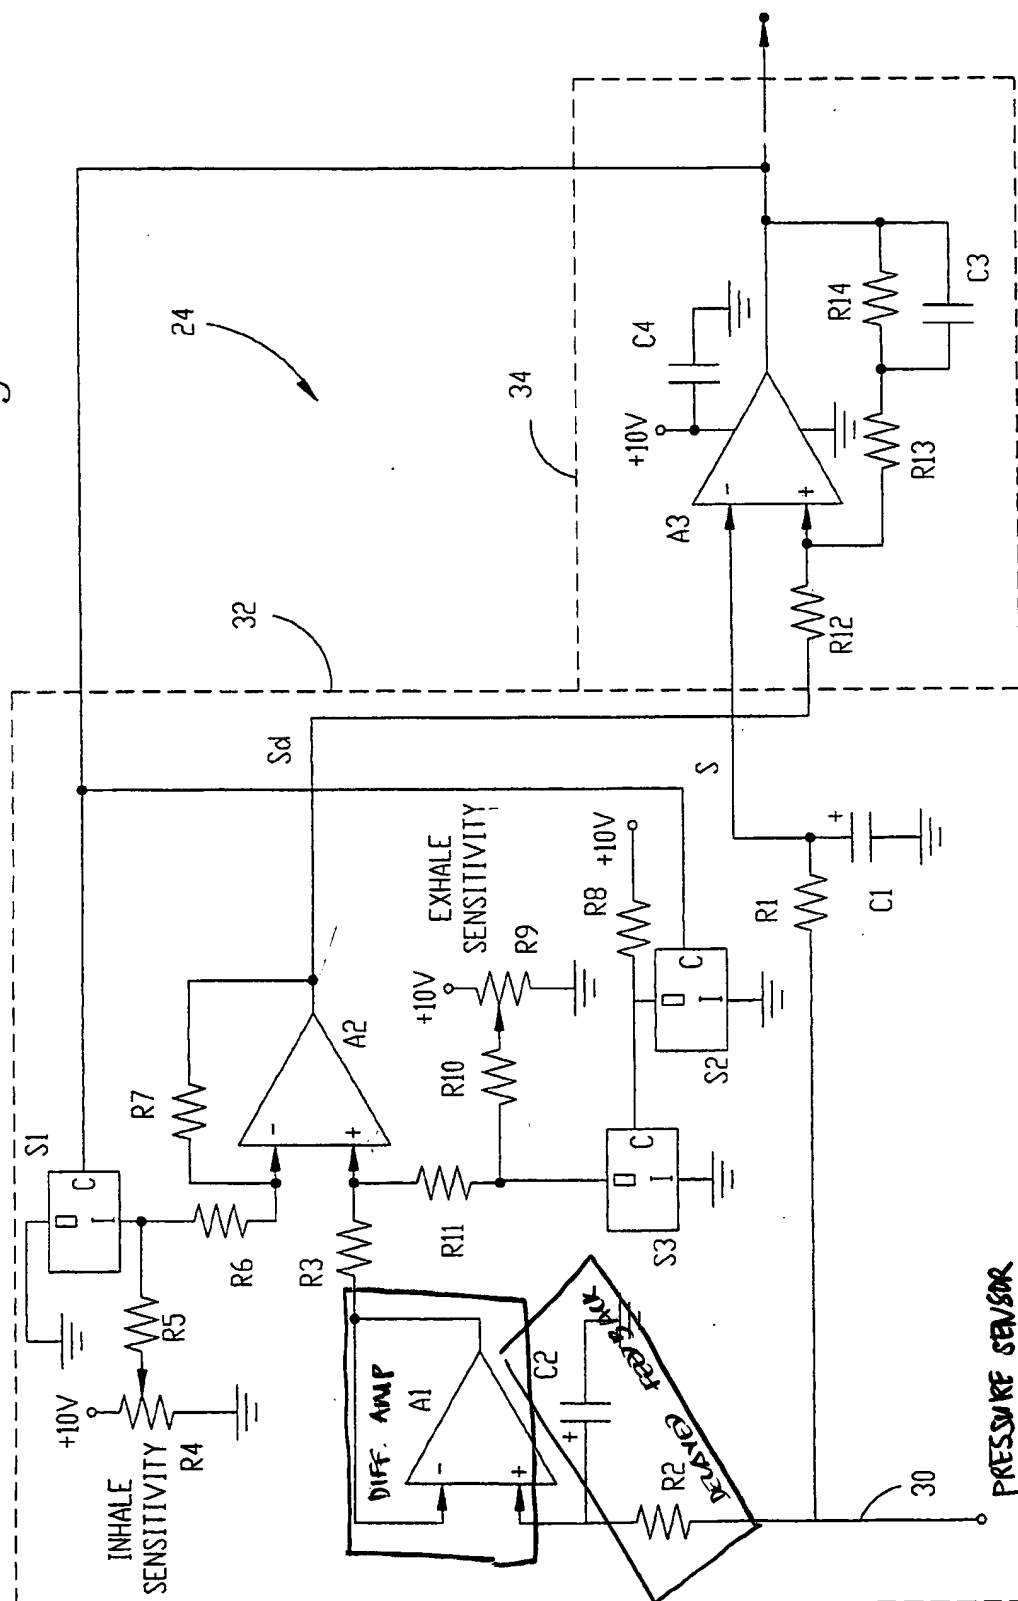 24
32
34
+10V
INHALE
SENSITIVITY
R4
R5
S1
O
I
C
R6
R7
A2
-
+
Sd
R3
R11
R10
+10V
EXHALE
SENSITIVITY
R9
R8
+10V
S3
O
I
C
S2
O
I
C
DIFF. AMP
A1
-
+
C2
+
DELAYED FEEDBACK
R2
30
PRESSURE SENSOR
R1
C1
+
S
A3
-
+
+10V
C4
R12
R13
R14
C3